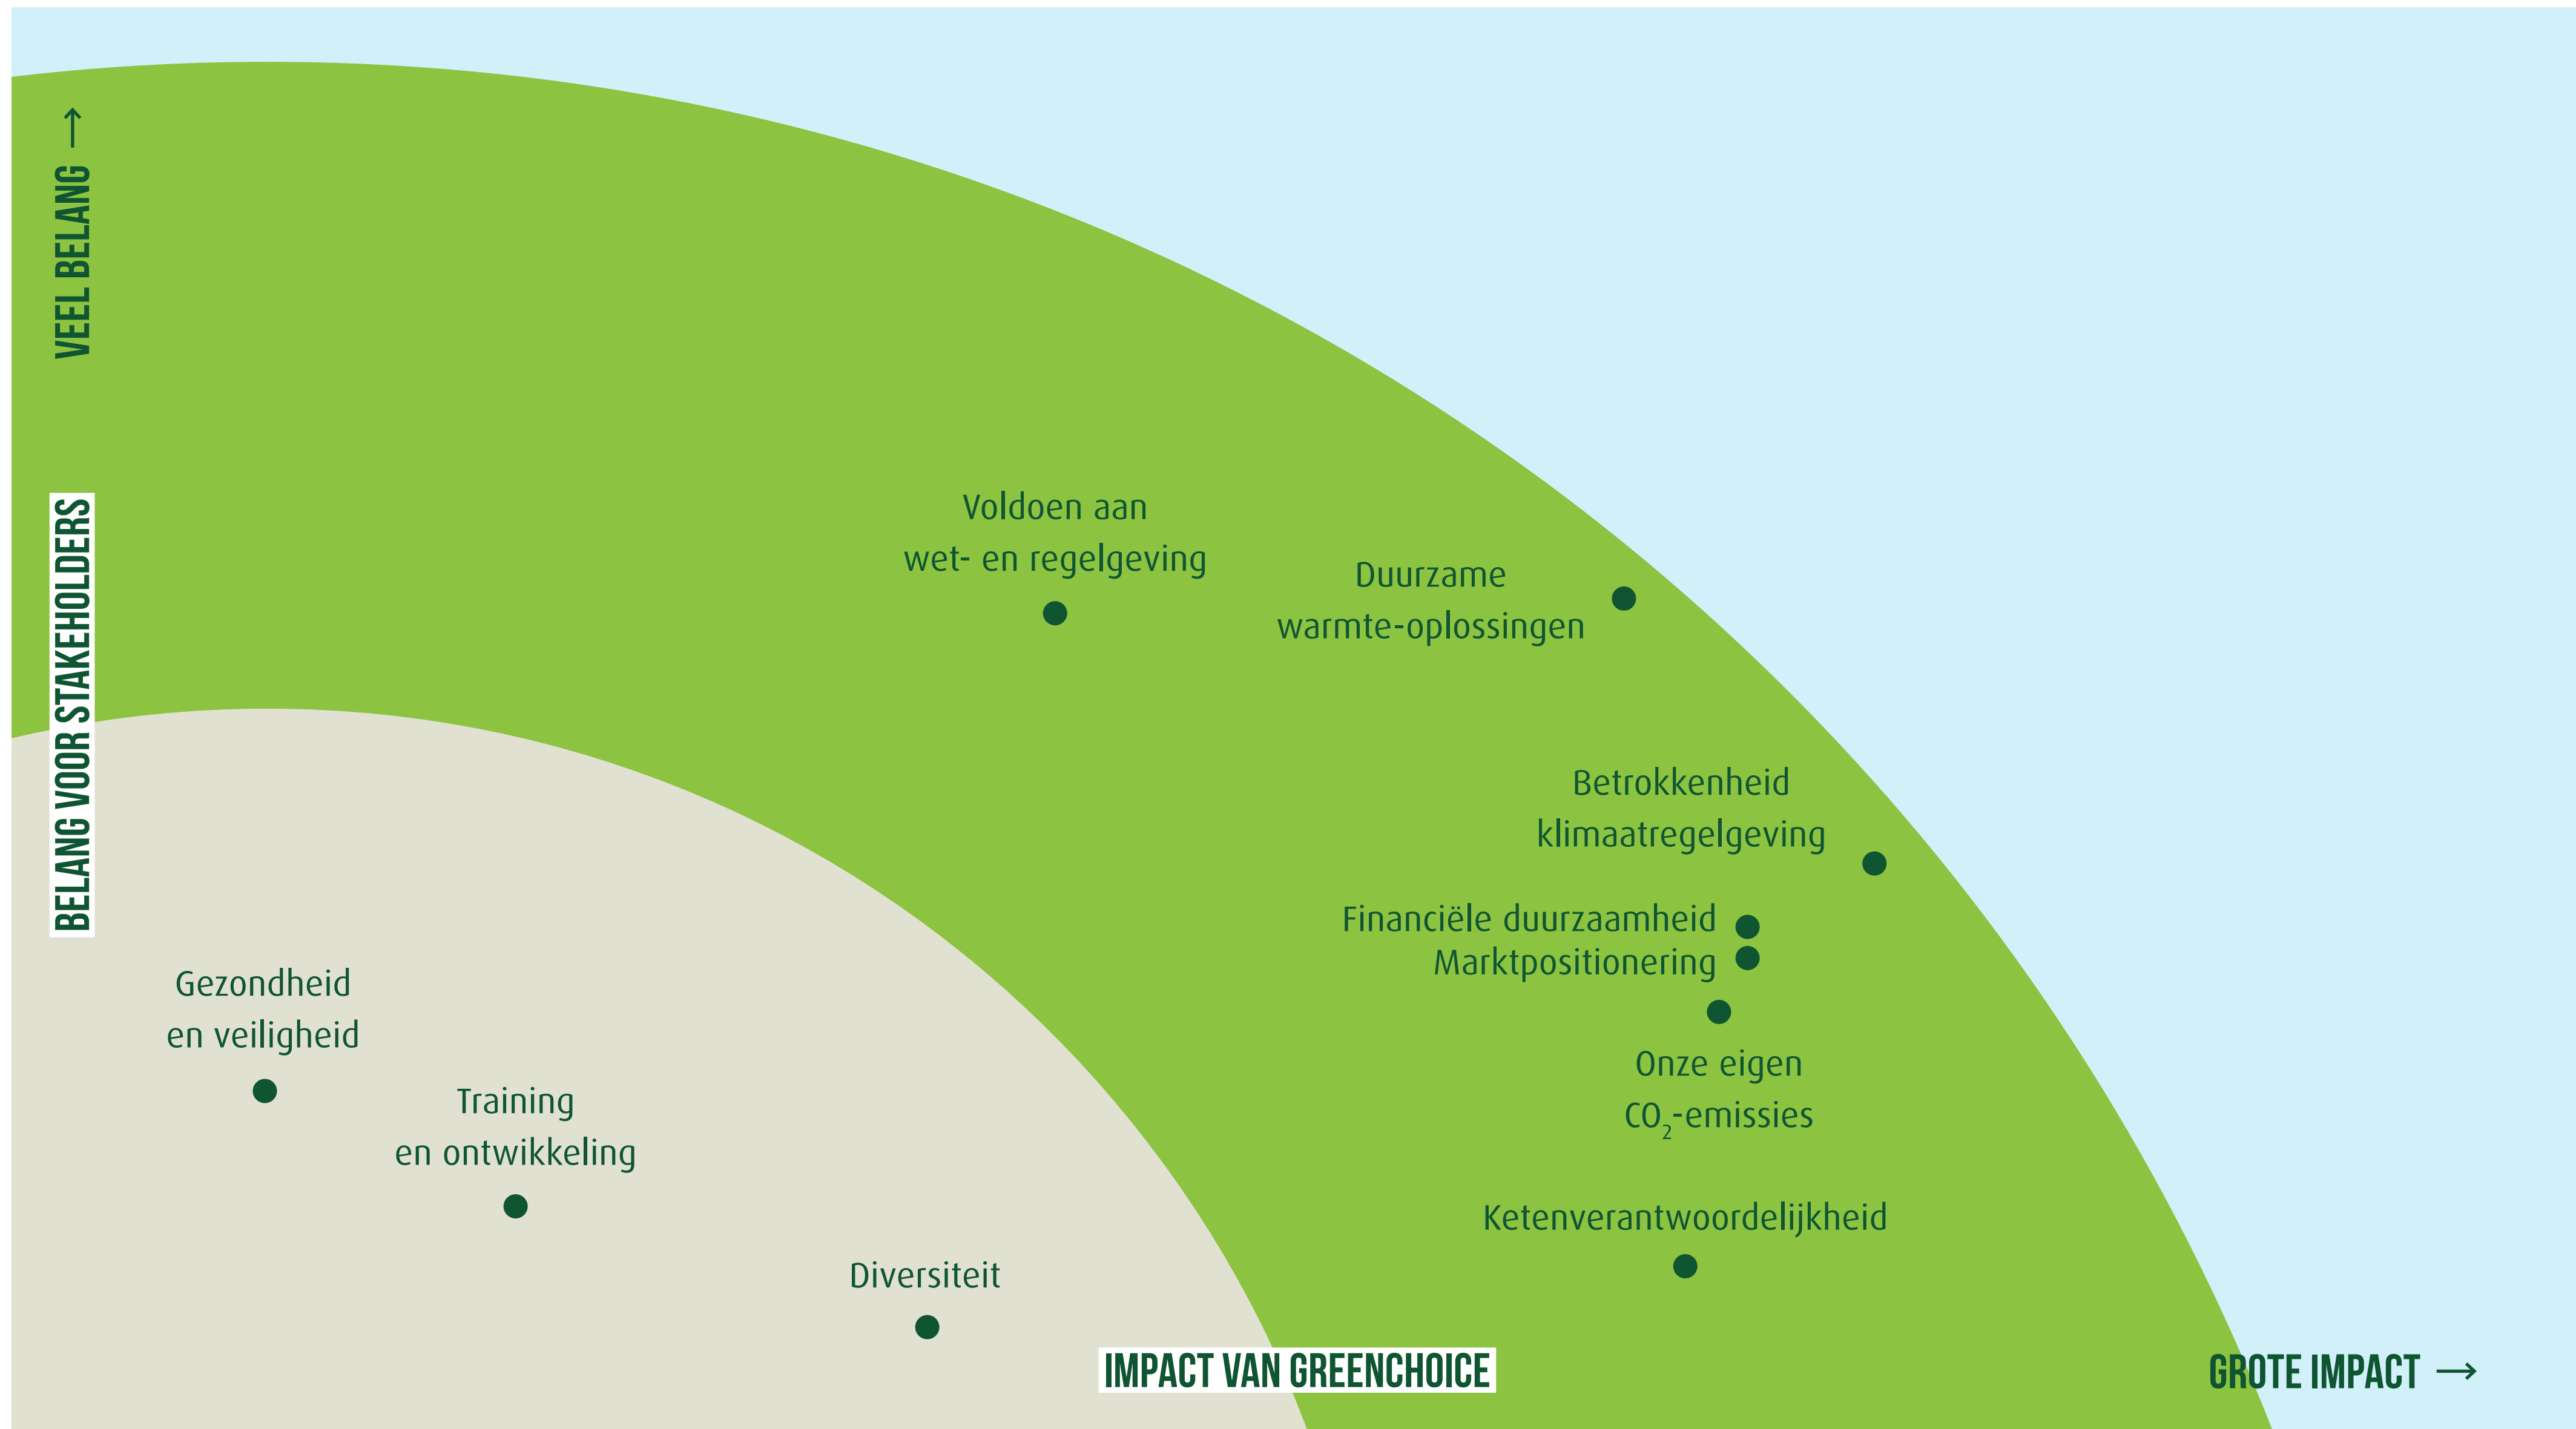 VEEL BELANG →
BELANG VOOR STAKEHOLDERS
Voldoen aan
wet- en regelgeving
Duurzame
warmte-oplossingen
Betrokkenheid
klimaatregelgeving
Financiële duurzaamheid
Marktpositionering
Onze eigen
CO₂-emissies
Gezondheid
en veiligheid
Training
en ontwikkeling
Ketenverantwoordelijkheid
Diversiteit
IMPACT VAN GREENCHOICE
GROTE IMPACT →